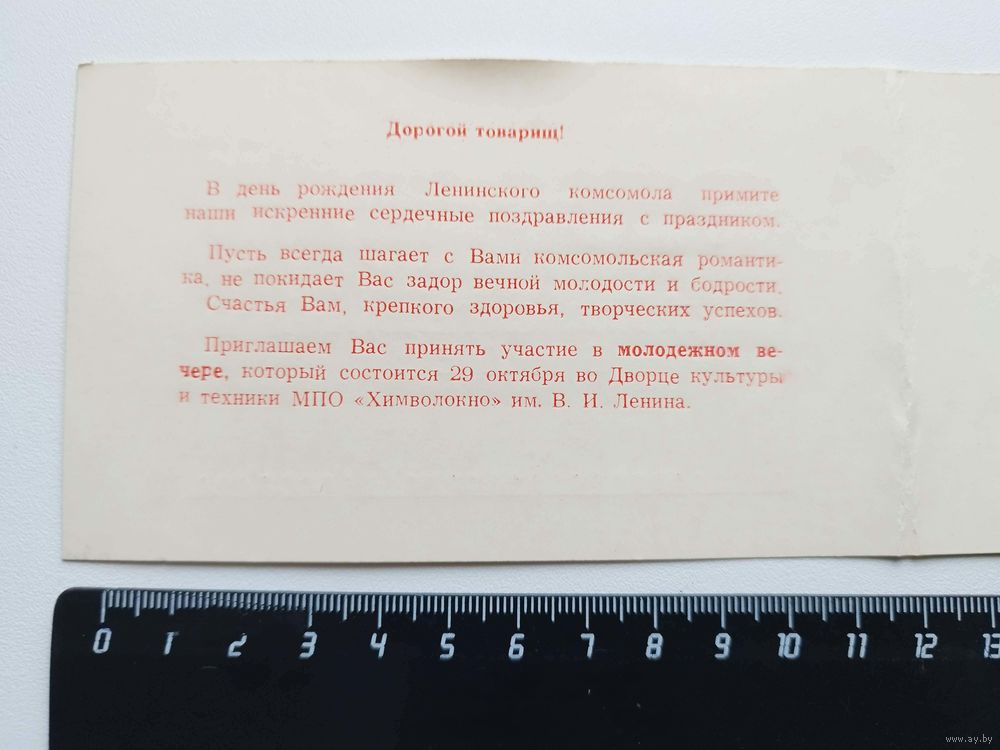 Дорогой товарищ!
В день рождения Ленинского комсомола примите
наши искренние сердечные поздравления с праздником.
Пусть всегда шагает с Вами комсомольская романти-
ка, не покидает Вас задор вечной молодости и бодрости.
Счастья Вам, крепкого здоровья, творческих успехов.
Приглашаем Вас принять участие в молодежном ве-
чере, который состоится 29 октября во Дворце культуры
и техники МПО «Химволокно» им. В. И. Ленина.
0 1 2 3 4 5 6 7 8 9 10 11 12 13
www.ay.by